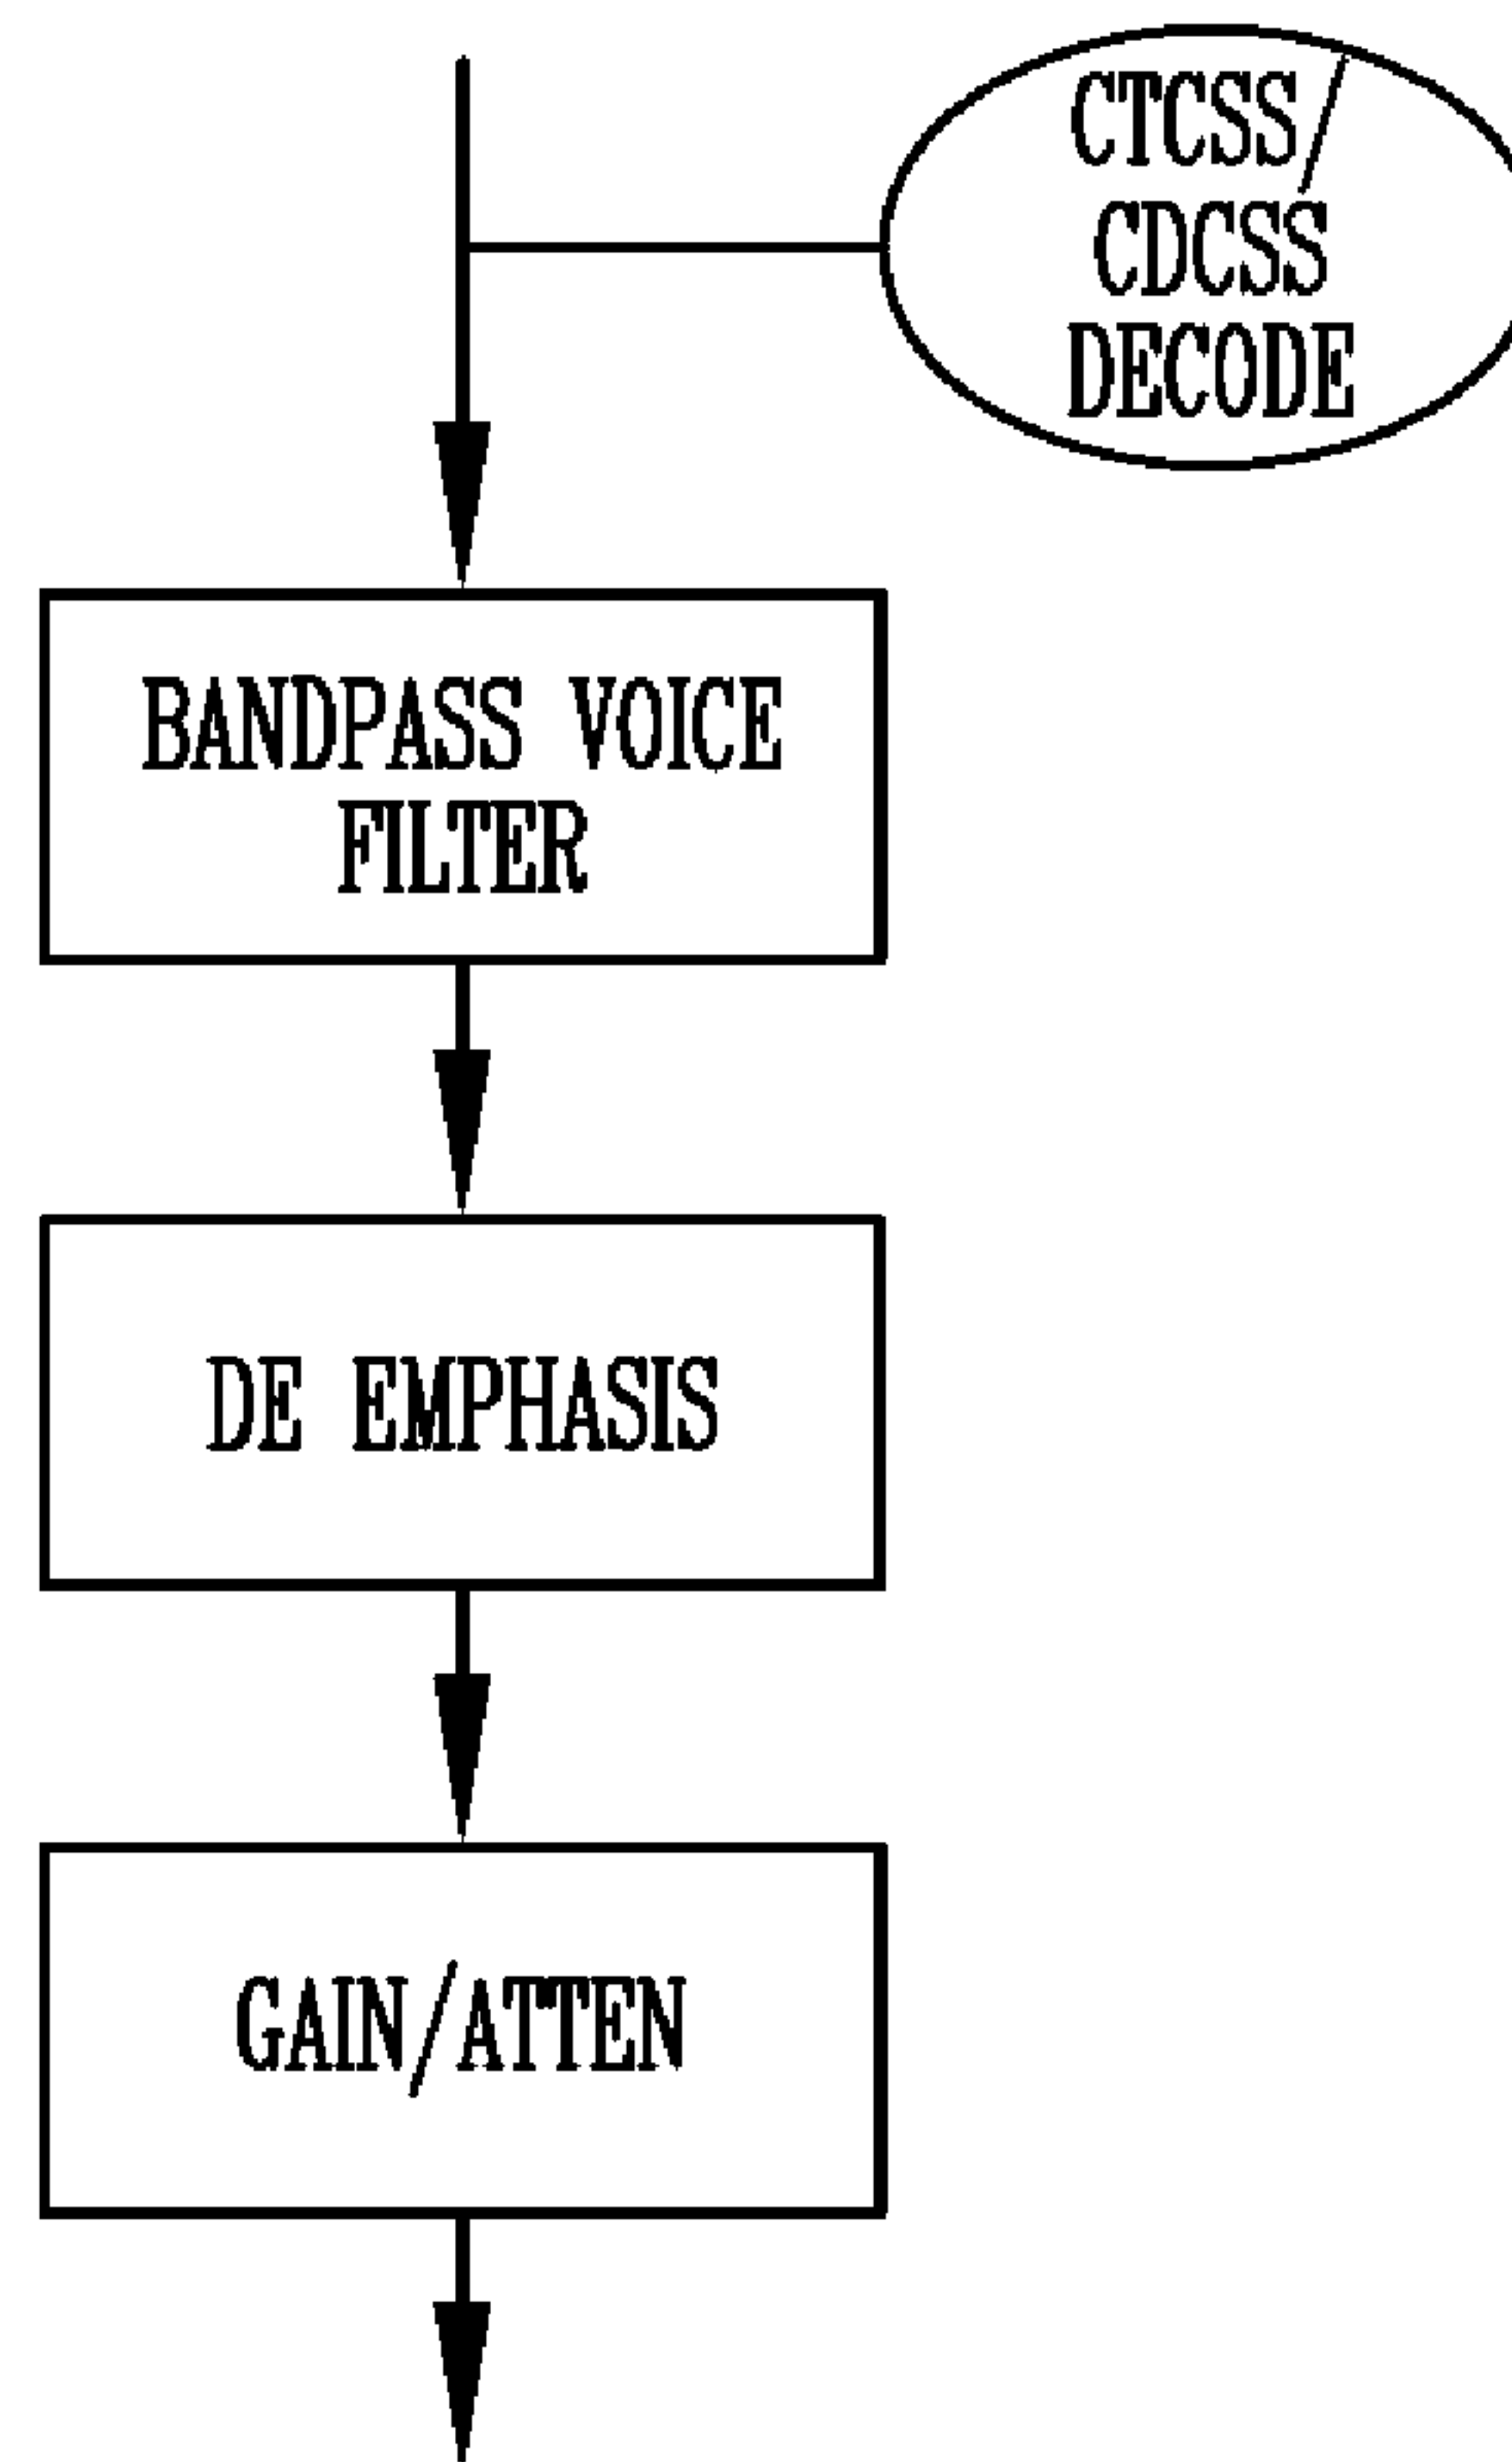 CTCSS/
CDCSS
DECODE
BANDPASS VOICE
FILTER
DE EMPHASIS
GAIN/ATTEN